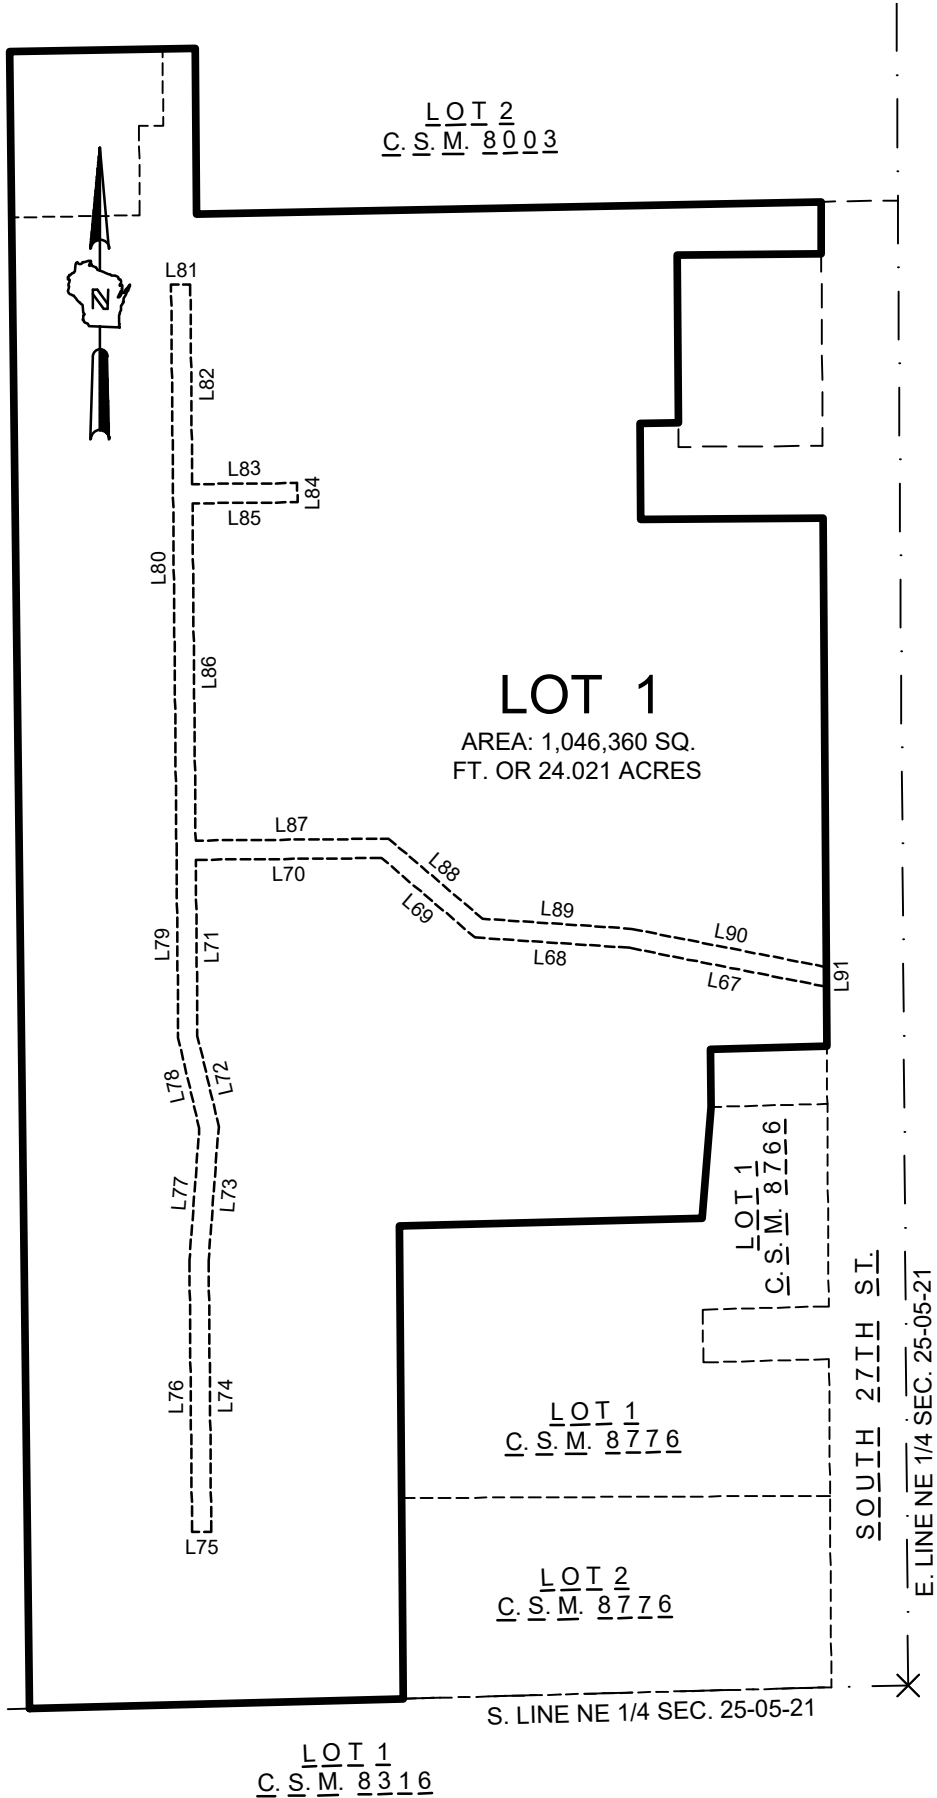 LOT 2
C. S. M. 8003
L81
N
L82
L83
L84
L85
L80
L86
LOT 1
AREA: 1,046,360 SQ.
FT. OR 24.021 ACRES
L87
L88
L70
L69
L89
L90
L79
L71
L68
L67
L91
L78
L72
L77
L73
LOT 1
C. S. M. 8766
L76
L74
LOT 1
C. S. M. 8776
SOUTH 27TH ST.
E. LINE NE 1/4 SEC. 25-05-21
L75
LOT 2
C. S. M. 8776
S. LINE NE 1/4 SEC. 25-05-21
LOT 1
C. S. M. 8316